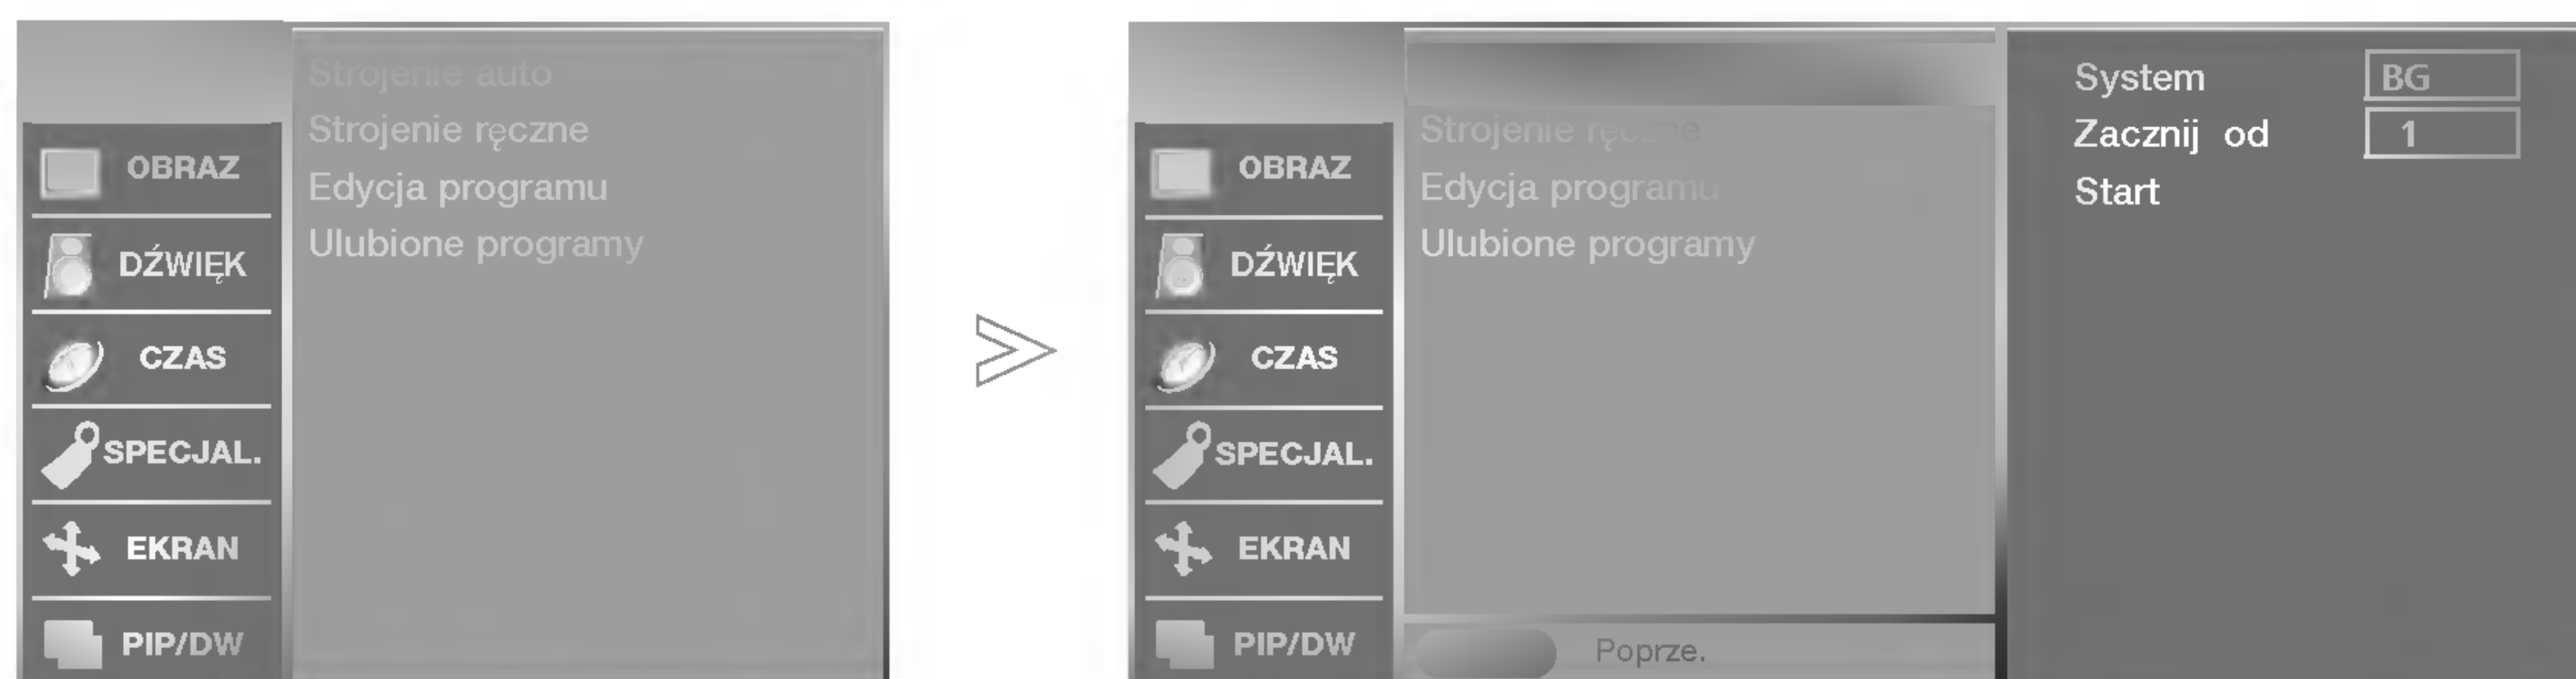 Strojenie auto
Strojenie ręczne
Edycja programu
Ulubione programy
OBRAZ
DŹWIĘK
CZAS
SPECJAL.
EKRAN
PIP/DW
Strojenie ręczne
Edycja programu
Ulubione programy
OBRAZ
DŹWIĘK
CZAS
SPECJAL.
EKRAN
PIP/DW
Poprze.
System BG
Zacznij od 1
Start